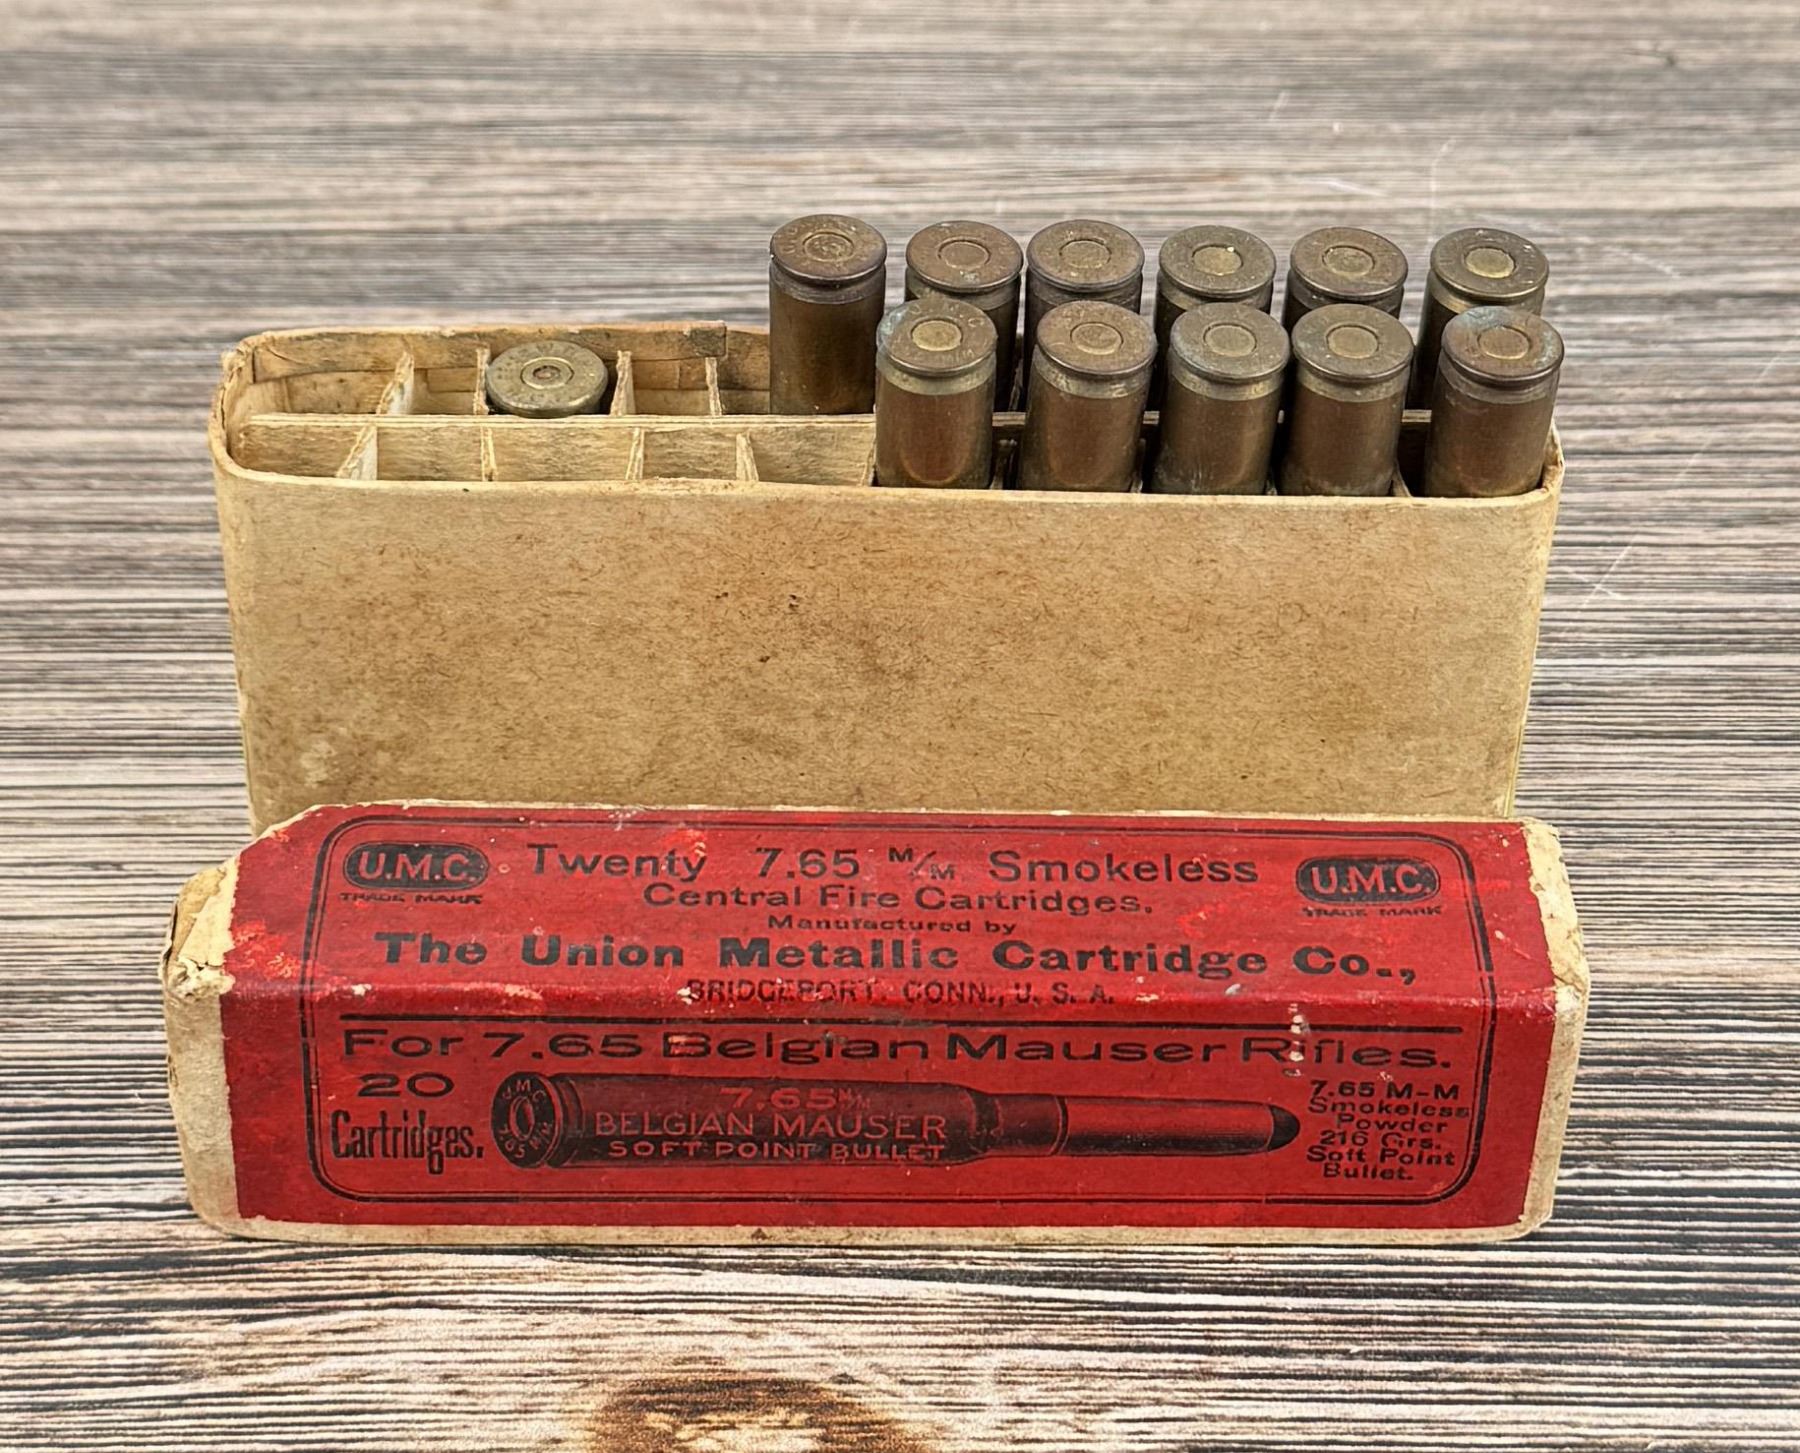 U.M.C. Twenty 7.65 M/M Smokeless U.M.C.
TRADE MARK Central Fire Cartridges. TRADE MARK
Manufactured by
The Union Metallic Cartridge Co.,
BRIDGEPORT, CONN., U. S. A.
For 7.65 Belgian Mauser Rifles.
20
Cartridges.
U.M.C.
7.65 M/M
7.65 M/M
BELGIAN MAUSER
SOFT POINT BULLET
7.65 M-M
Smokeless
Powder
216 Grs.
Soft Point
Bullet.